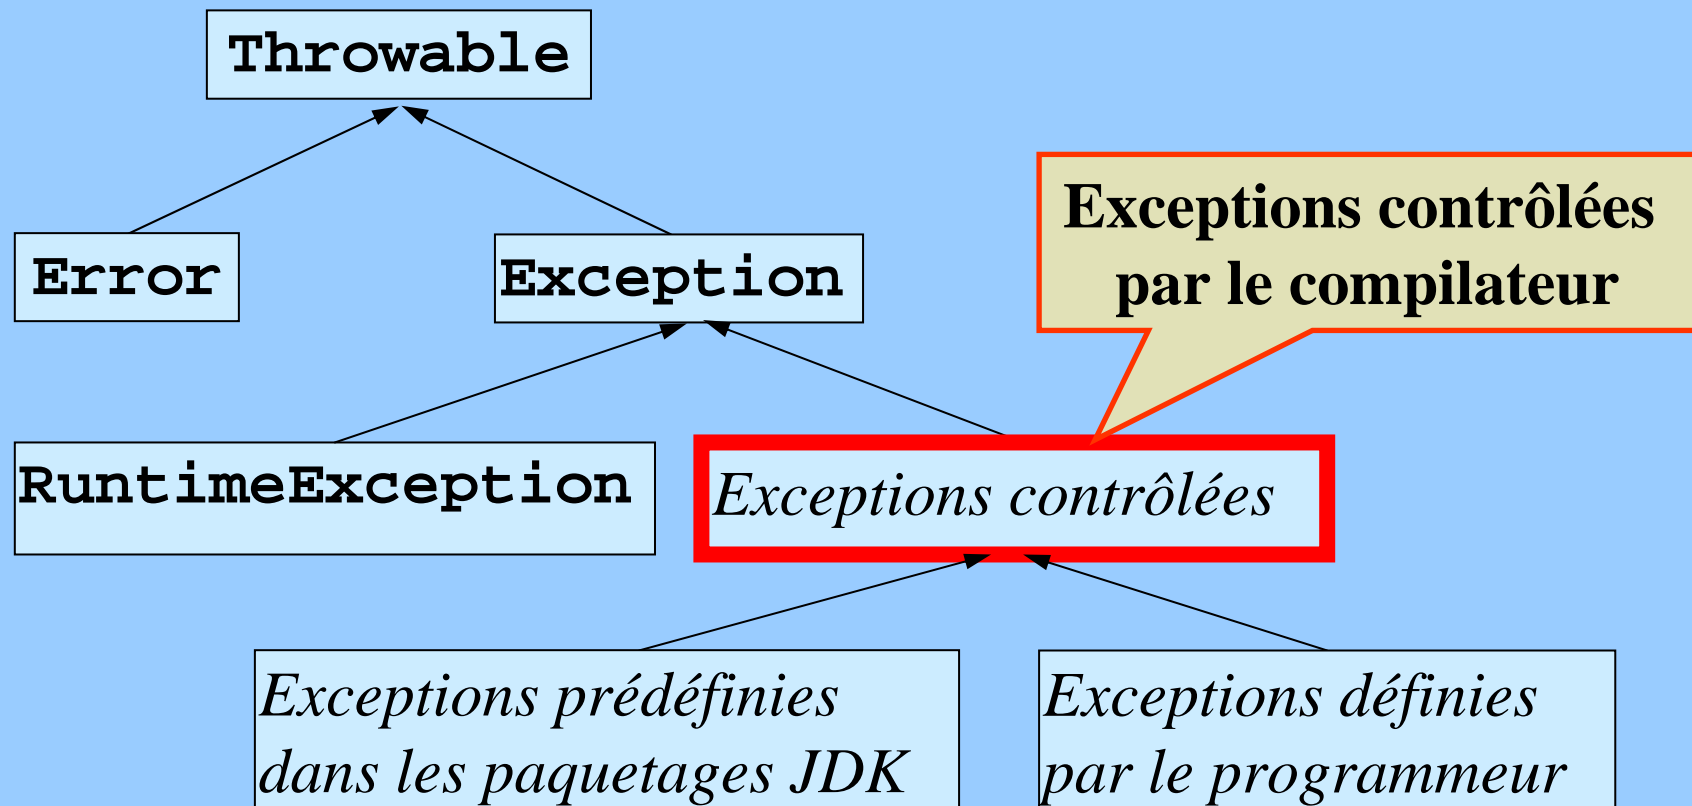 Throwable
Exceptions contrôlées
par le compilateur
Error
Exception
RuntimeException
Exceptions contrôlées
Exceptions prédéfinies
dans les paquetages JDK
Exceptions définies
par le programmeur